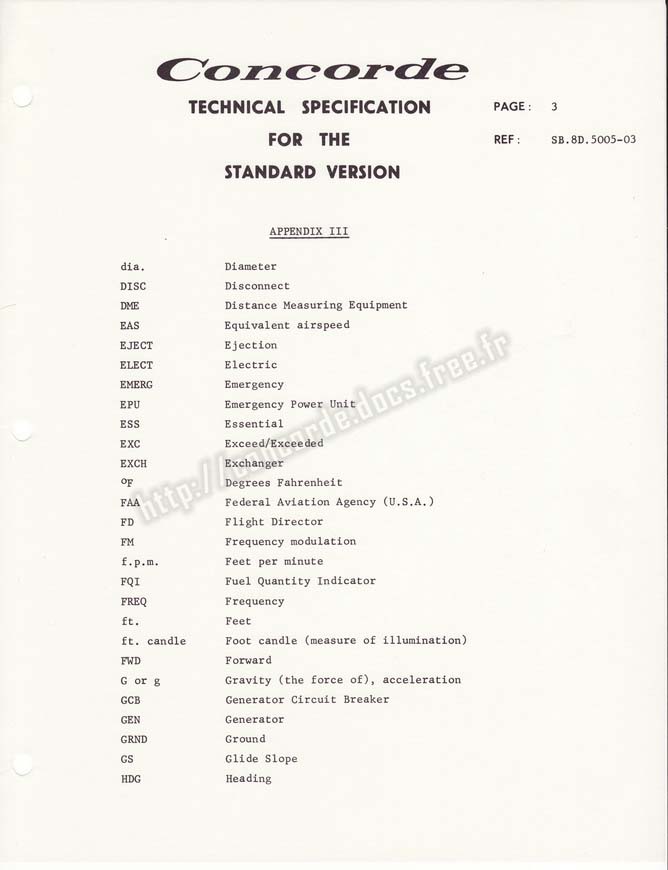 Concorde
TECHNICAL SPECIFICATION
FOR THE
STANDARD VERSION
PAGE: 3
REF: SB.8D.5005-03
APPENDIX III
dia. Diameter
DISC Disconnect
DME Distance Measuring Equipment
EAS Equivalent airspeed
EJECT Ejection
ELECT Electric
EMERG Emergency
EPU Emergency Power Unit
ESS Essential
EXC Exceed/Exceeded
EXCH Exchanger
°F Degrees Fahrenheit
FAA Federal Aviation Agency (U.S.A.)
FD Flight Director
FM Frequency modulation
f.p.m. Feet per minute
FQI Fuel Quantity Indicator
FREQ Frequency
ft. Feet
ft. candle Foot candle (measure of illumination)
FWD Forward
G or g Gravity (the force of), acceleration
GCB Generator Circuit Breaker
GEN Generator
GRND Ground
GS Glide Slope
HDG Heading
http://concorde.docs.free.fr